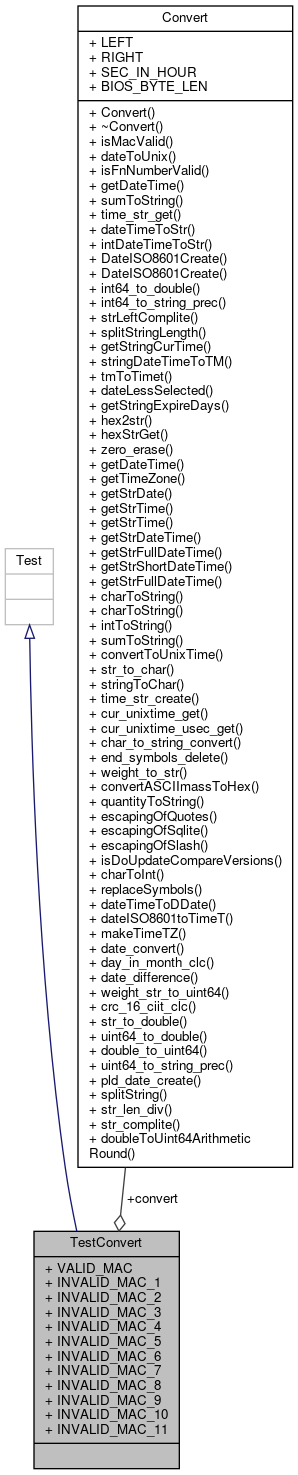 Convert
+ LEFT
+ RIGHT
+ SEC_IN_HOUR
+ BIOS_BYTE_LEN
+ Convert()
+ ~Convert()
+ isMacValid()
+ dateToUnix()
+ isFnNumberValid()
+ getDateTime()
+ sumToString()
+ time_str_get()
+ dateTimeToStr()
+ intDateTimeToStr()
+ DateISO8601Create()
+ DateISO8601Create()
+ int64_to_double()
+ int64_to_string_prec()
+ strLeftComplite()
+ splitStringLength()
+ getStringCurTime()
+ stringDateTimeToTM()
+ tmToTimet()
+ dateLessSelected()
+ getStringExpireDays()
+ hex2str()
+ hexStrGet()
+ zero_erase()
+ getDateTime()
+ getTimeZone()
+ getStrDate()
+ getStrTime()
+ getStrTime()
+ getStrDateTime()
+ getStrFullDateTime()
+ getStrShortDateTime()
+ getStrFullDateTime()
+ charToString()
+ charToString()
+ intToString()
+ sumToString()
+ convertToUnixTime()
+ str_to_char()
+ stringToChar()
+ time_str_create()
+ cur_unixtime_get()
+ cur_unixtime_usec_get()
+ char_to_string_convert()
+ end_symbols_delete()
+ weight_to_str()
+ convertASCIImassToHex()
+ quantityToString()
+ escapingOfQuotes()
+ escapingOfSqlite()
+ escapingOfSlash()
+ isDoUpdateCompareVersions()
+ charToInt()
+ replaceSymbols()
+ dateTimeToDDate()
+ dateISO8601toTimeT()
+ makeTimeTZ()
+ date_convert()
+ day_in_month_clc()
+ date_difference()
+ weight_str_to_uint64()
+ crc_16_ciit_clc()
+ str_to_double()
+ uint64_to_double()
+ double_to_uint64()
+ uint64_to_string_prec()
+ pld_date_create()
+ splitString()
+ str_len_div()
+ str_complite()
+ doubleToUint64Arithmetic
Round()
Test
+convert
TestConvert
+ VALID_MAC
+ INVALID_MAC_1
+ INVALID_MAC_2
+ INVALID_MAC_3
+ INVALID_MAC_4
+ INVALID_MAC_5
+ INVALID_MAC_6
+ INVALID_MAC_7
+ INVALID_MAC_8
+ INVALID_MAC_9
+ INVALID_MAC_10
+ INVALID_MAC_11